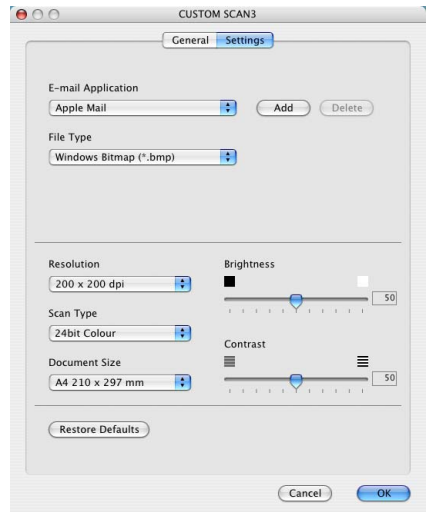 CUSTOM SCAN3
General Settings
E-mail Application
Apple Mail Add Delete
File Type
Windows Bitmap (*.bmp)
Resolution
200 x 200 dpi
Scan Type
24bit Colour
Document Size
A4 210 x 297 mm
Brightness
50
Contrast
50
Restore Defaults
Cancel OK